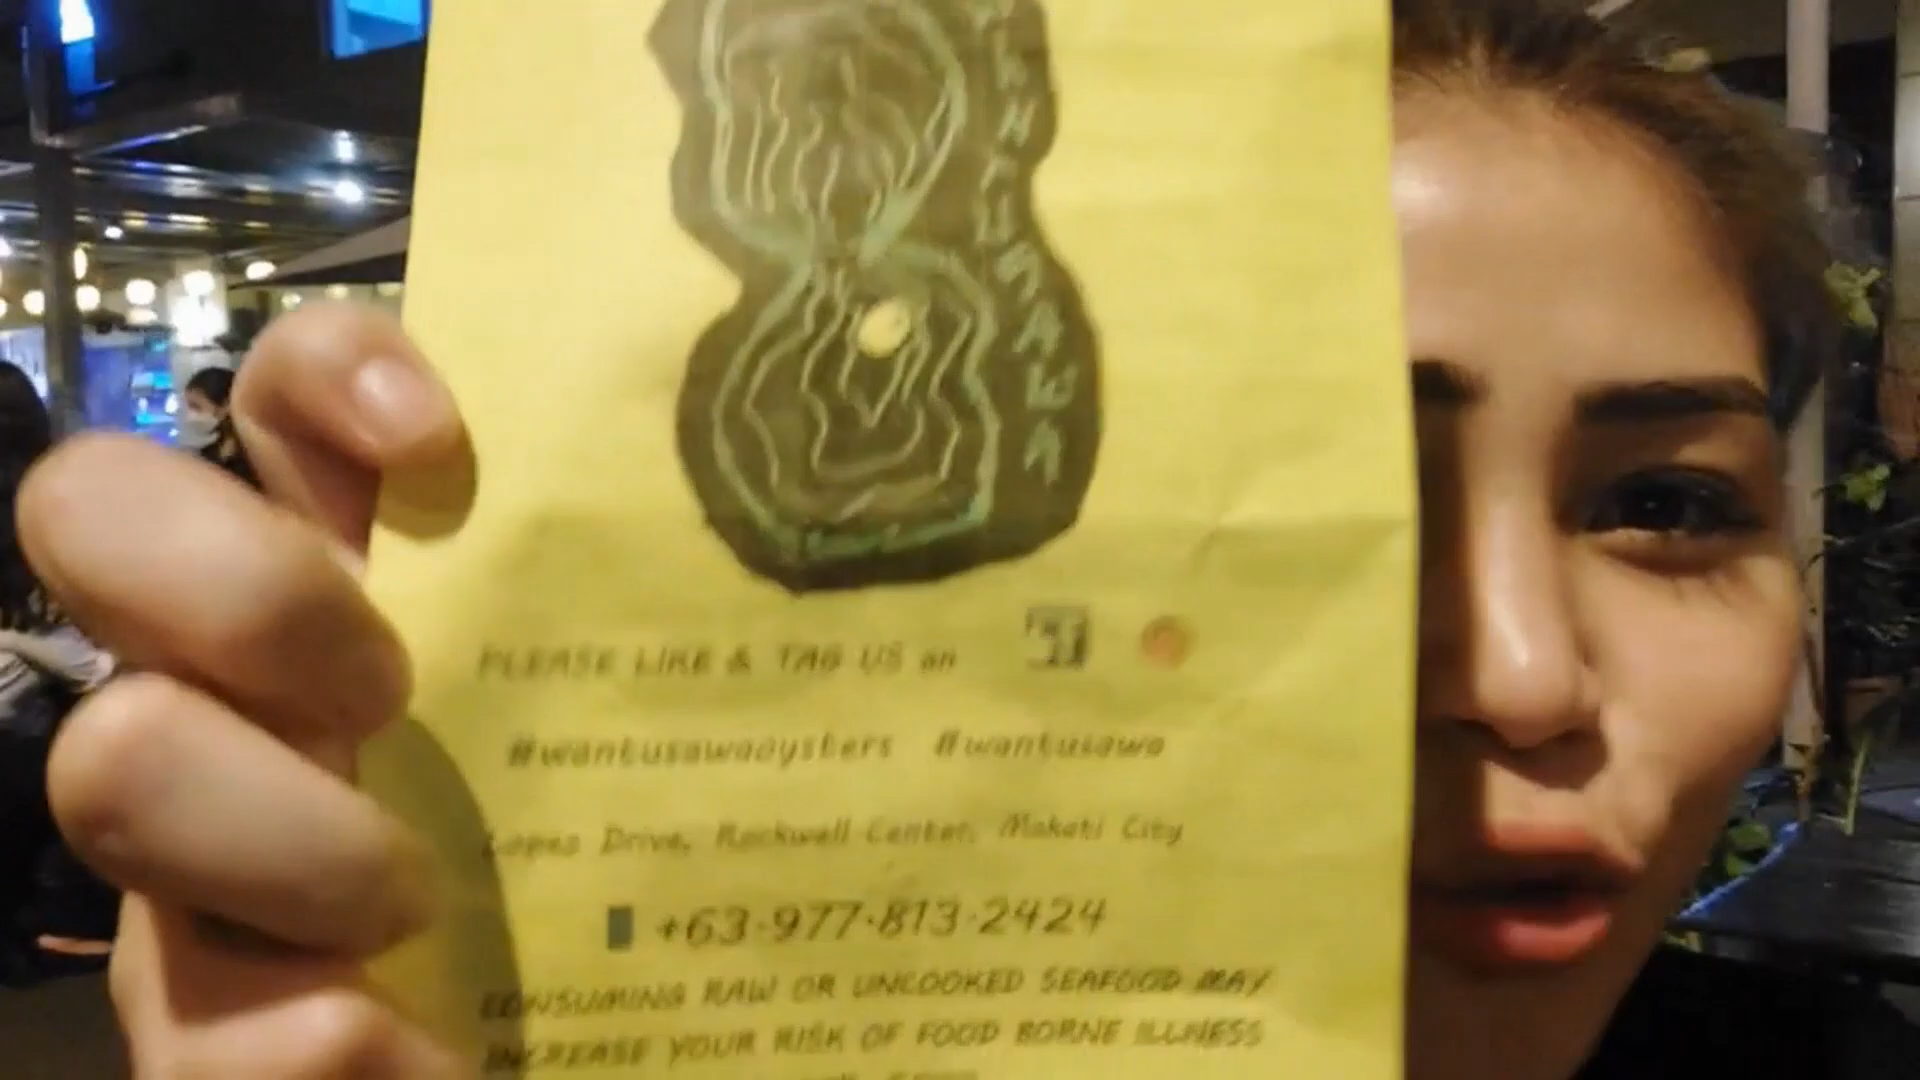 WANTUSAWA
PLEASE LIKE & TAG US on
#wantusawaoysters #wantusawa
Lopez Drive, Rockwell Center, Makati City
+63-977-813-2424
CONSUMING RAW OR UNCOOKED SEAFOOD MAY
INCREASE YOUR RISK OF FOOD BORNE ILLNESS